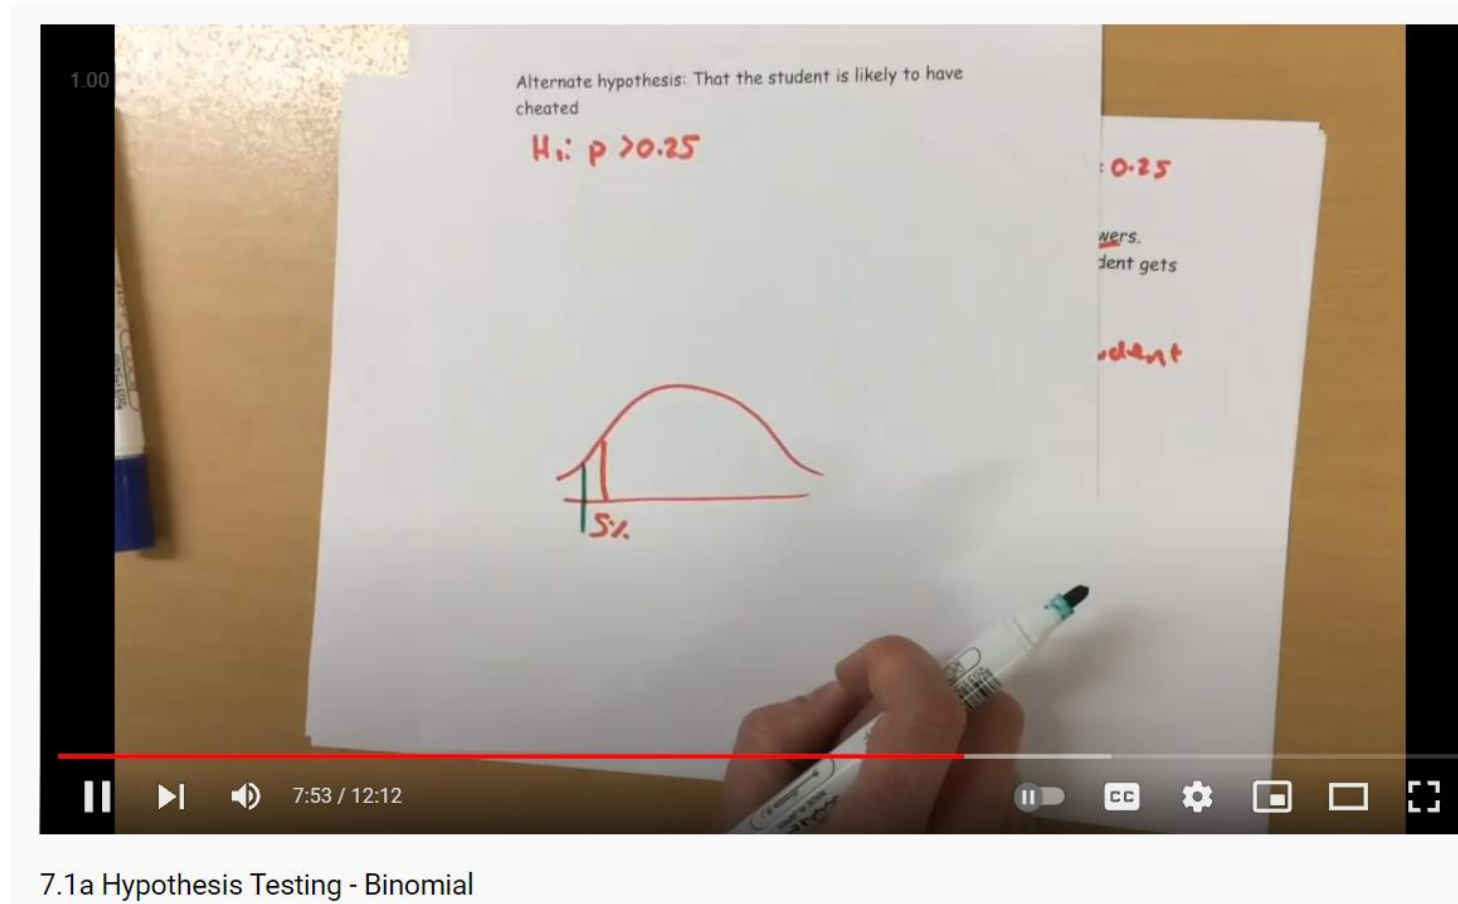 1.00
Alternate hypothesis: That the student is likely to have
cheated
H₁: p >0.25
: 0.25
wers.
dent gets
udent
5%
7:53 / 12:12
CC
7.1a Hypothesis Testing - Binomial